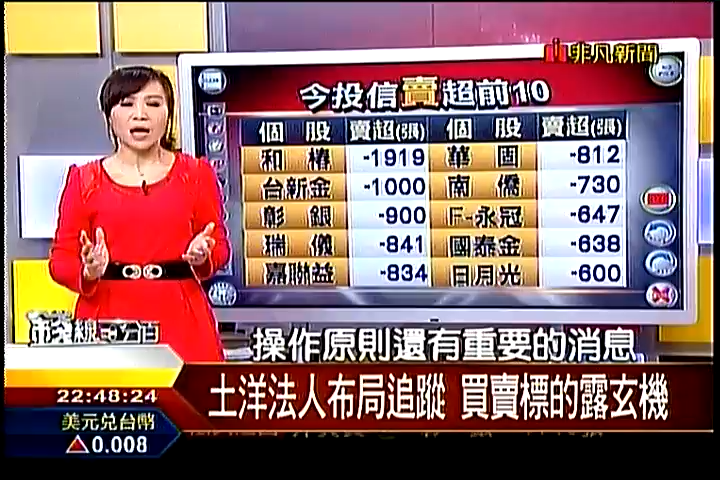 非凡新聞
今投信賣超前10
個股 賣超(張) 個股 賣超(張)
和椿 -1919 華固 -812
台新金 -1000 南僑 -730
彰銀 -900 F-永冠 -647
瑞儀 -841 國泰金 -638
嘉聯益 -834 日月光 -600
操作原則還有重要的消息
22:48:24
土洋法人布局追蹤 買賣標的露玄機
美元兌台幣
▲0.008